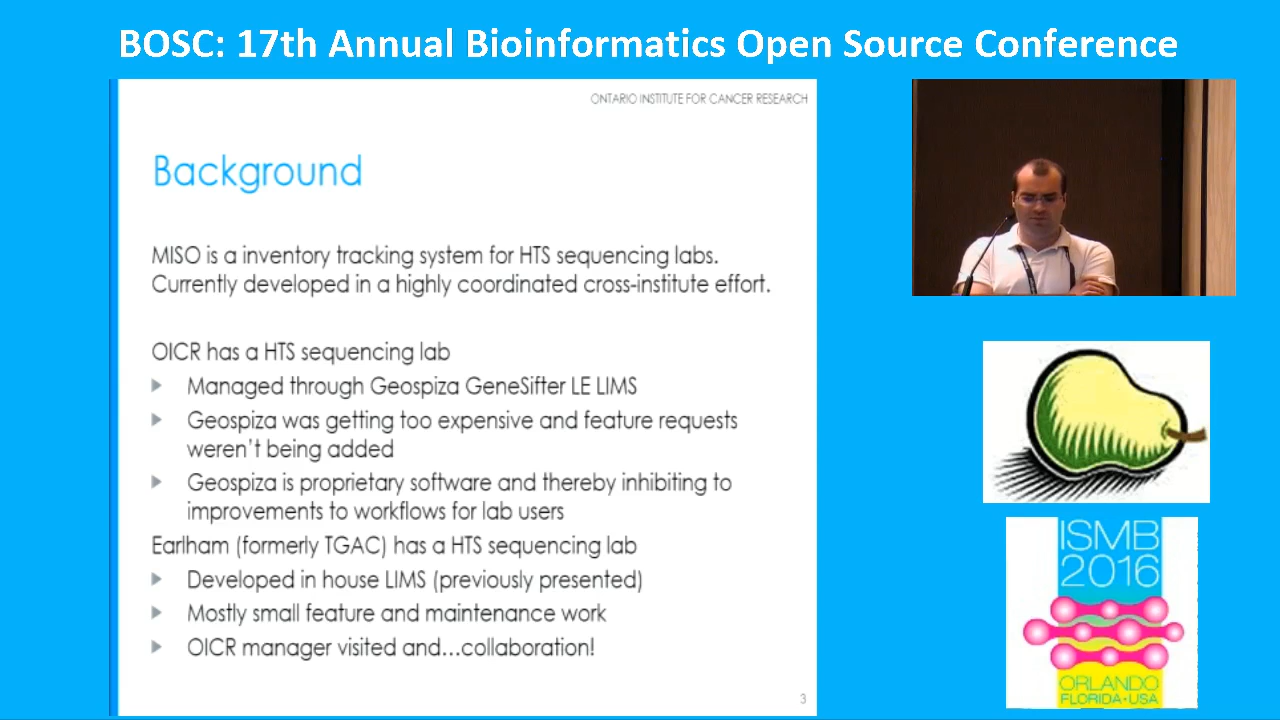 BOSC: 17th Annual Bioinformatics Open Source Conference
ONTARIO INSTITUTE FOR CANCER RESEARCH
Background
MISO is a inventory tracking system for HTS sequencing labs.
Currently developed in a highly coordinated cross-institute effort.
OICR has a HTS sequencing lab
Managed through Geospiza GeneSifter LE LIMS
Geospiza was getting too expensive and feature requests
weren't being added
Geospiza is proprietary software and thereby inhibiting to
improvements to workflows for lab users
Earlham (formerly TGAC) has a HTS sequencing lab
Developed in house LIMS (previously presented)
Mostly small feature and maintenance work
OICR manager visited and...collaboration!
3
ISMB
2016
ORLANDO
FLORIDA•USA